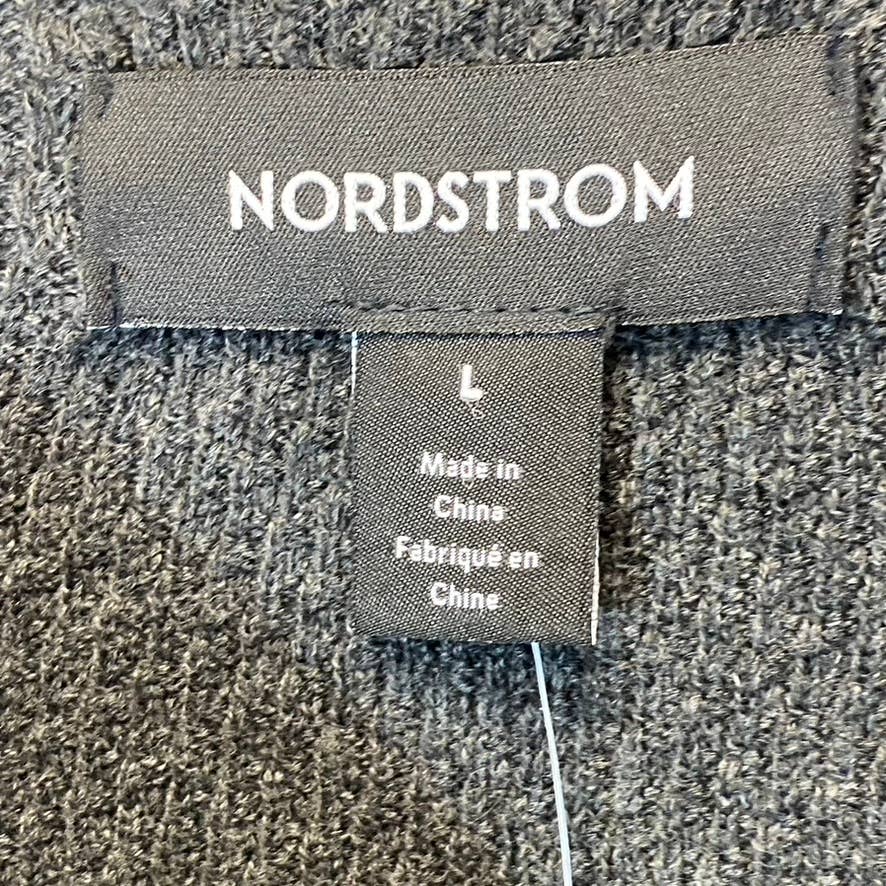 NORDSTROM
L
Made in
China
Fabriqué en
Chine